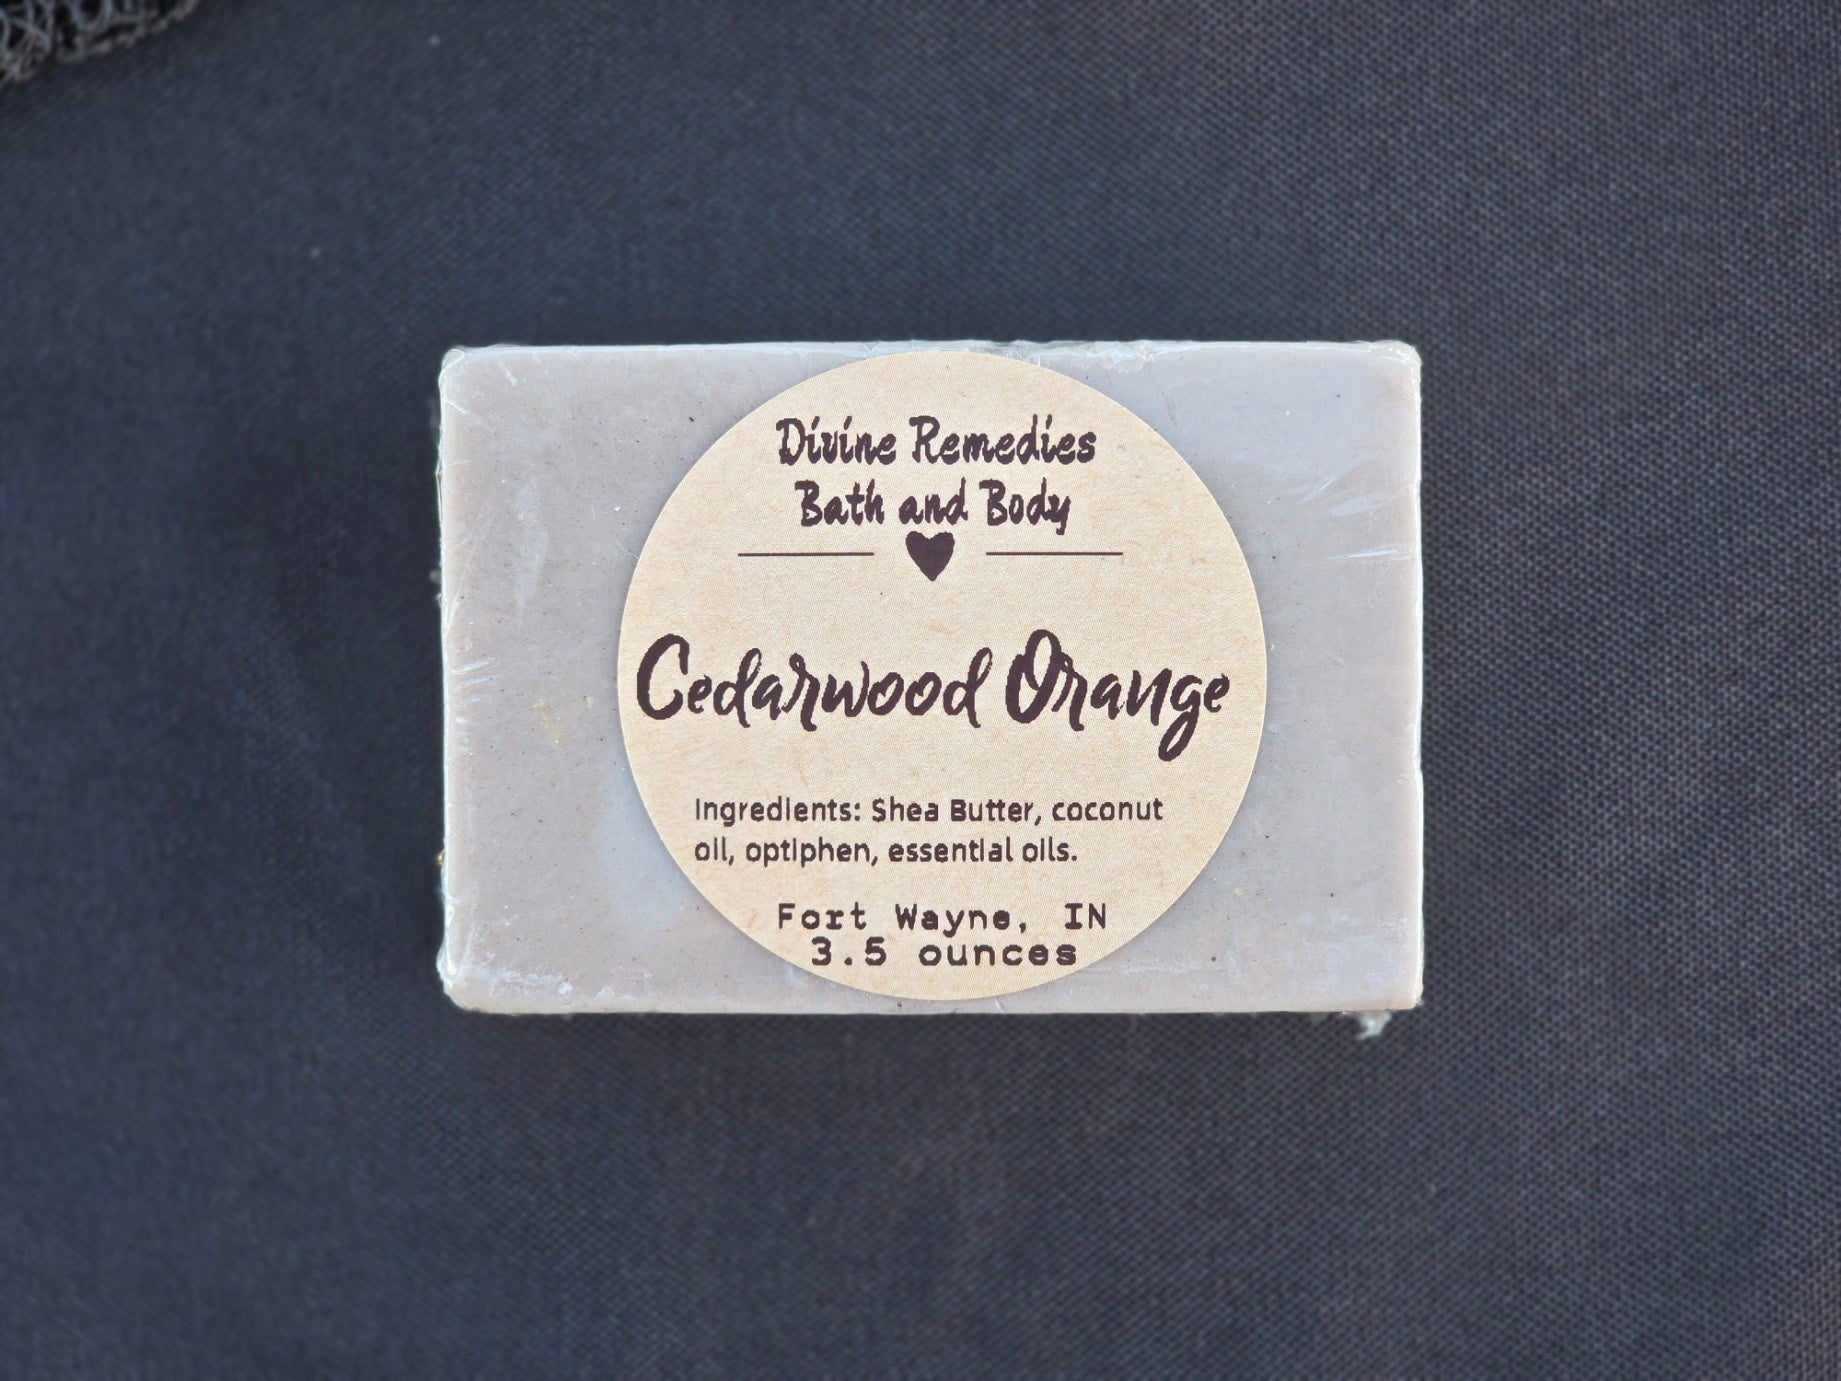 Divine Remedies
Bath and Body
Cedarwood Orange
Ingredients: Shea Butter, coconut
oil, optiphen, essential oils.
Fort Wayne, IN
3.5 ounces